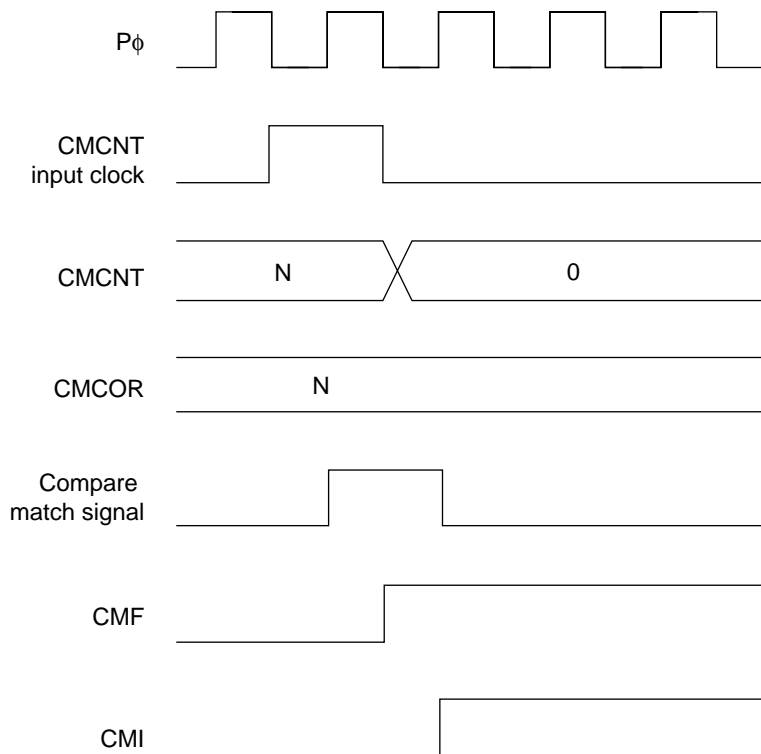 Pϕ
CMCNT
input clock
CMCNT
N
0
CMCOR
N
Compare
match signal
CMF
CMI